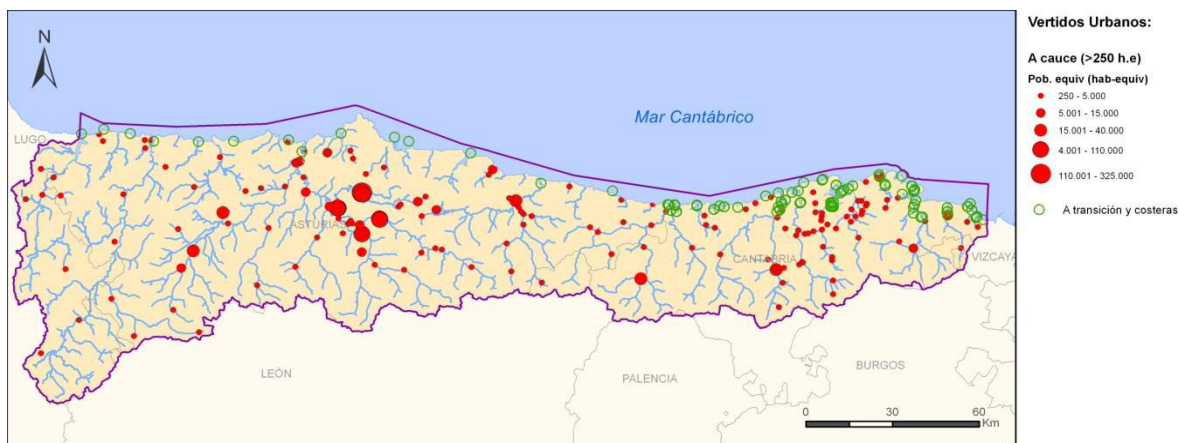 N
Mar Cantábrico
LUGO
ASTURIAS
CANTABRIA
VIZCAYA
LEÓN
PALENCIA
BURGOS
0 15 30 60
Km
Vertidos Urbanos:
A cauce (>250 h.e)
Pob. equiv (hab-equiv)
250 - 5.000
5.001 - 15.000
15.001 - 40.000
4.001 - 110.000
110.001 - 325.000
A transición y costeras